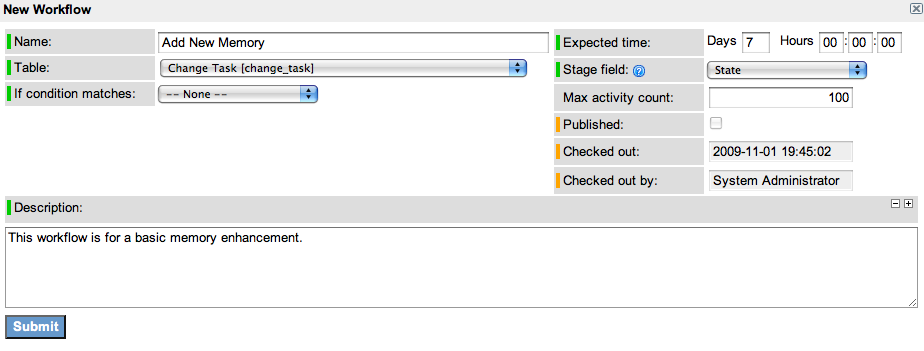 New Workflow
Name: Add New Memory
Table: Change Task [change_task]
If condition matches: -- None --
Expected time: Days 7 Hours 00 : 00 : 00
Stage field: State
Max activity count: 100
Published:
Checked out: 2009-11-01 19:45:02
Checked out by: System Administrator
Description:
This workflow is for a basic memory enhancement.
Submit